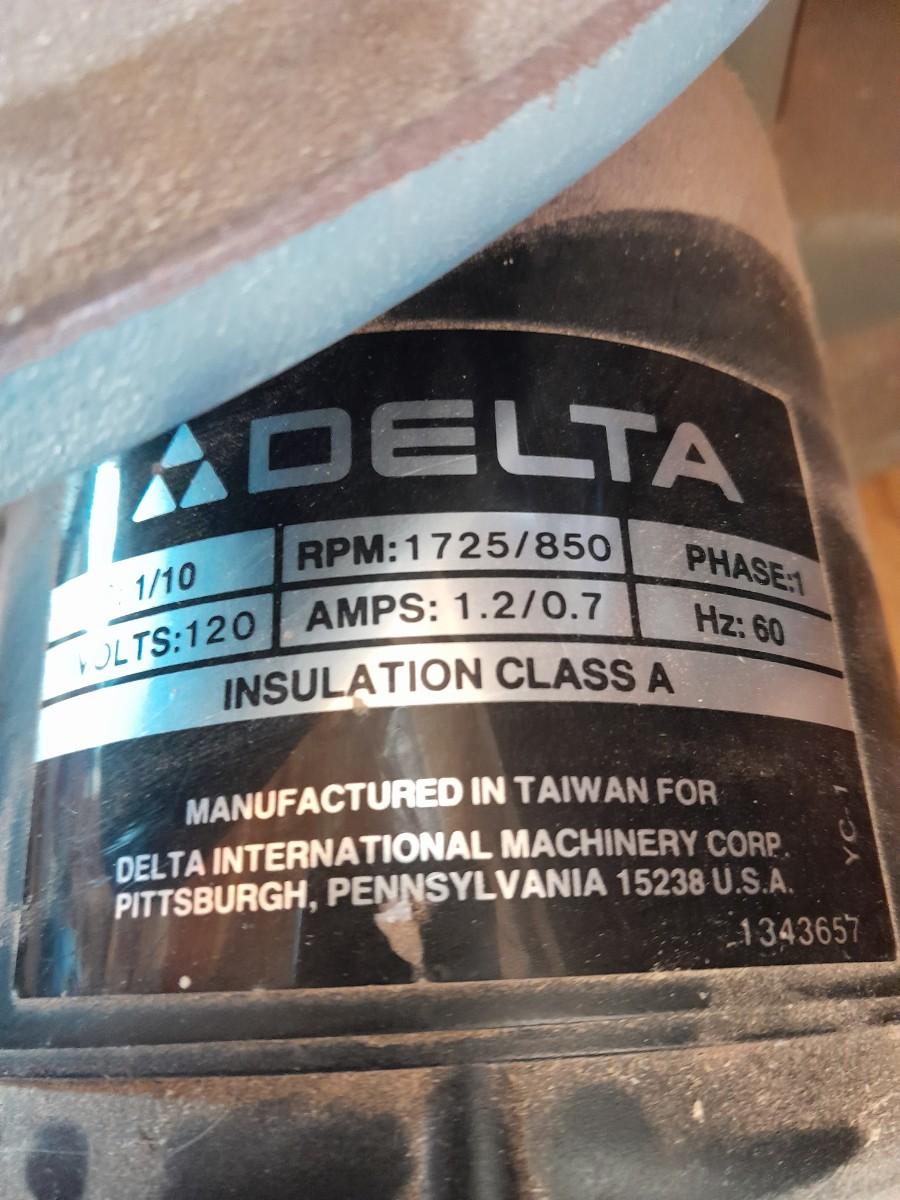 DELTA
: 1/10 RPM:1725/850 PHASE:1
VOLTS:120 AMPS: 1.2/0.7 Hz: 60
INSULATION CLASS A
MANUFACTURED IN TAIWAN FOR
DELTA INTERNATIONAL MACHINERY CORP.
PITTSBURGH, PENNSYLVANIA 15238 U.S.A.
YC-1
1343657